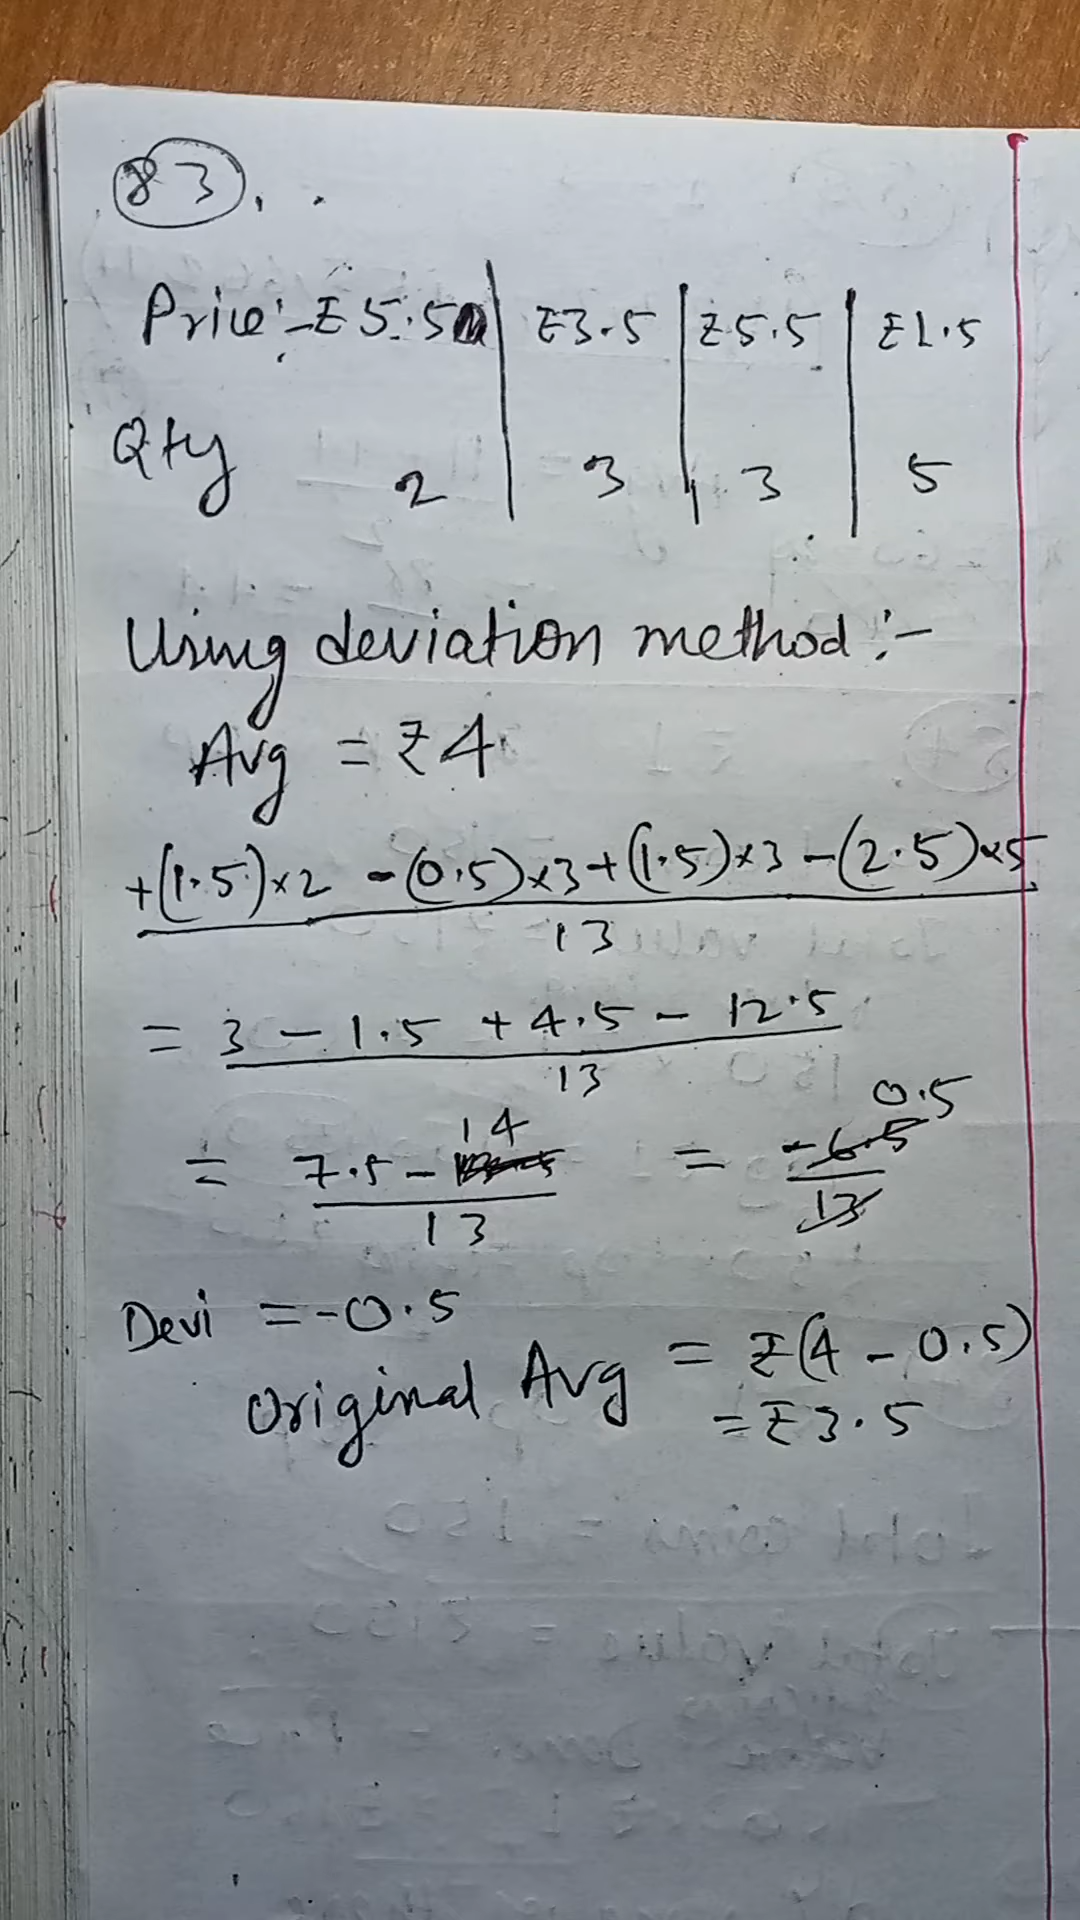 83.
Price:- ₹5.5 | ₹3.5 | ₹5.5 | ₹1.5
Qty 2 | 3 | 3 | 5
Using deviation method:-
Avg = ₹4
+(1.5)×2 -(0.5)×3+(1.5)×3-(2.5)×5
13
= 3 - 1.5 + 4.5 - 12.5
13
= 7.5 - 14 = -6.5 0.5
13 13
Devi = -0.5
Original Avg = ₹(4 - 0.5)
= ₹3.5